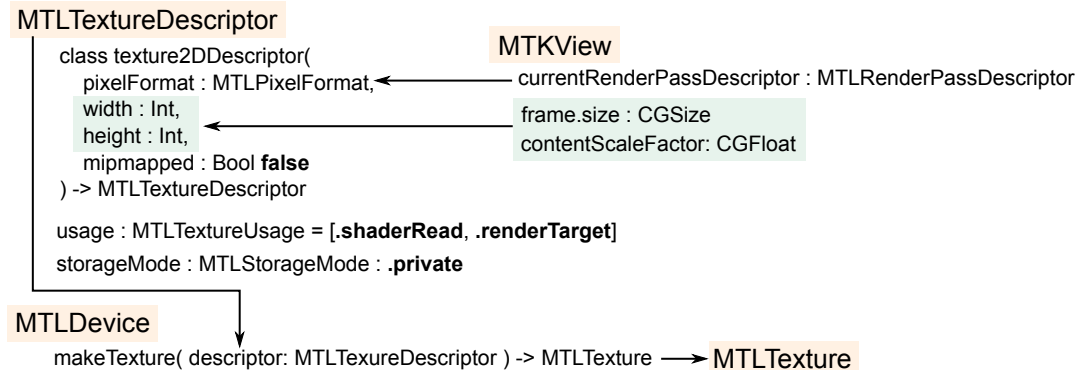 MTLTextureDescriptor
class texture2DDescriptor(
MTKView
pixelFormat : MTLPixelFormat,
currentRenderPassDescriptor : MTLRenderPassDescriptor
width : Int,
frame.size : CGSize
height : Int,
contentScaleFactor: CGFloat
mipmapped : Bool false
) -> MTLTextureDescriptor
usage : MTLTextureUsage = [.shaderRead, .renderTarget]
storageMode : MTLStorageMode : .private
MTLDevice
makeTexture( descriptor: MTLTexureDescriptor ) -> MTLTexture
MTLTexture